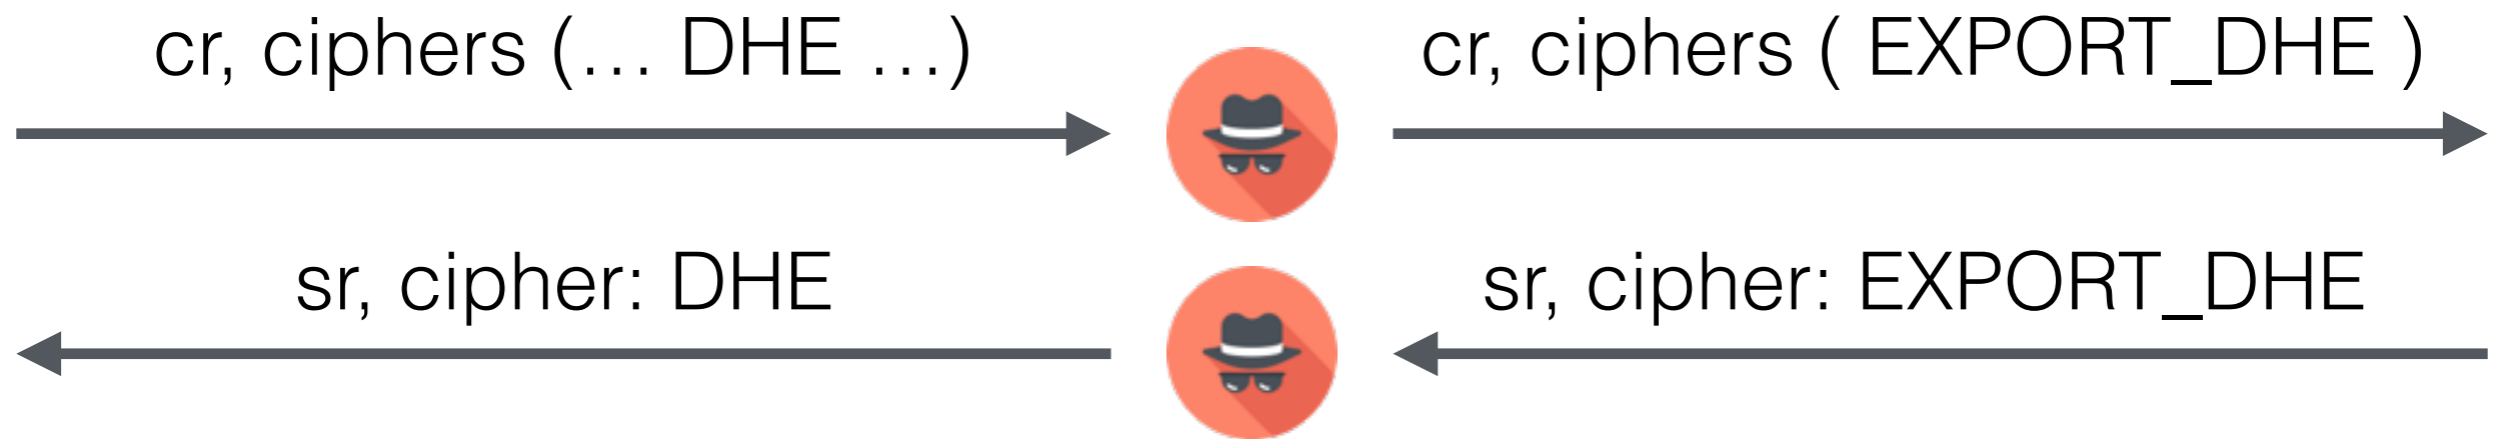 cr, ciphers (… DHE …)
cr, ciphers ( EXPORT_DHE )
sr, cipher: DHE
sr, cipher: EXPORT_DHE